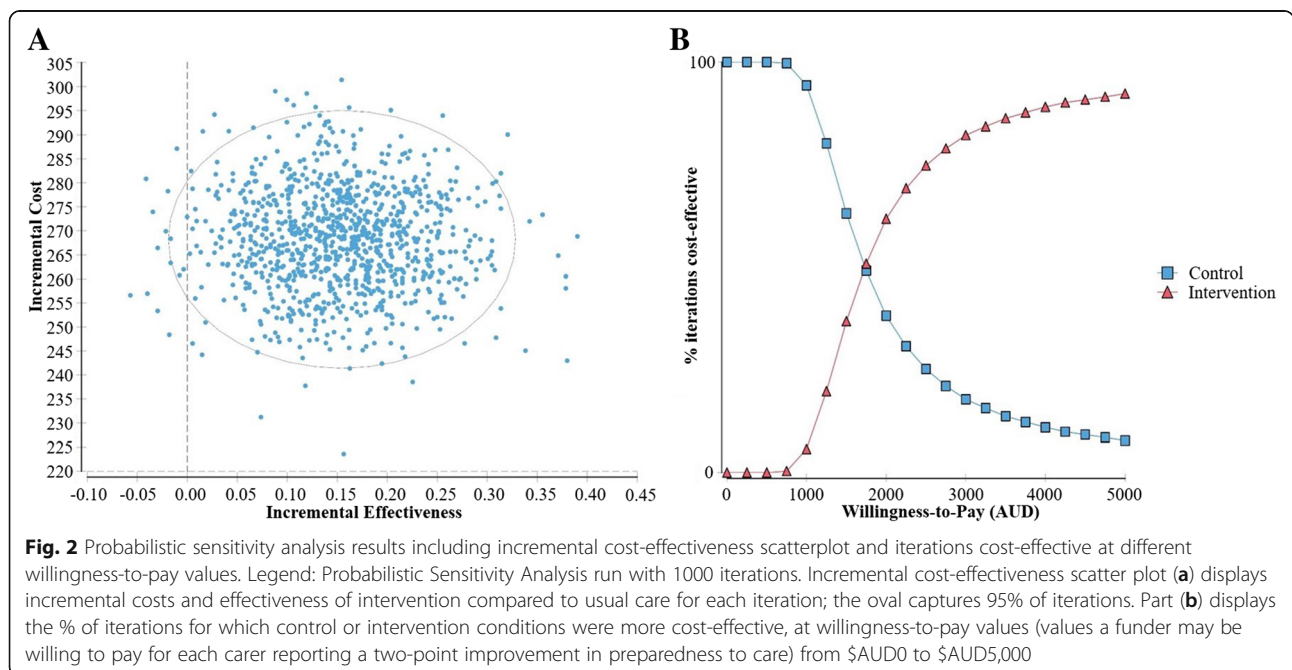 A
305
300
295
290
285
280
275
270
265
260
255
250
245
240
235
230
225
220
Incremental Cost
-0.10 -0.05 0.00 0.05 0.10 0.15 0.20 0.25 0.30 0.35 0.40 0.45
Incremental Effectiveness
B
100
0
% iterations cost-effective
0 1000 2000 3000 4000 5000
Willingness-to-Pay (AUD)
Control
Intervention
Fig. 2 Probabilistic sensitivity analysis results including incremental cost-effectiveness scatterplot and iterations cost-effective at different
willingness-to-pay values. Legend: Probabilistic Sensitivity Analysis run with 1000 iterations. Incremental cost-effectiveness scatter plot (a) displays
incremental costs and effectiveness of intervention compared to usual care for each iteration; the oval captures 95% of iterations. Part (b) displays
the % of iterations for which control or intervention conditions were more cost-effective, at willingness-to-pay values (values a funder may be
willing to pay for each carer reporting a two-point improvement in preparedness to care) from $AUD0 to $AUD5,000